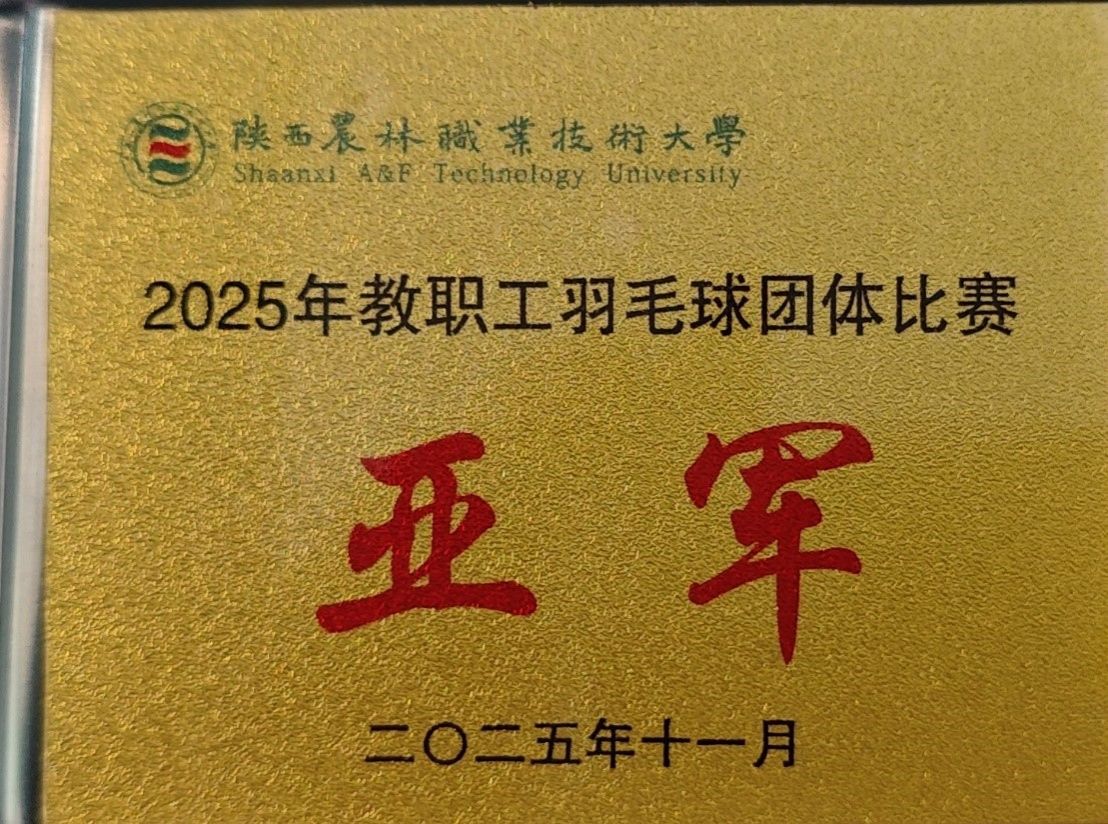 陝西農林職業技術大學
Shaanxi A&F Technology University
2025年教职工羽毛球团体比赛
亚军
二〇二五年十一月